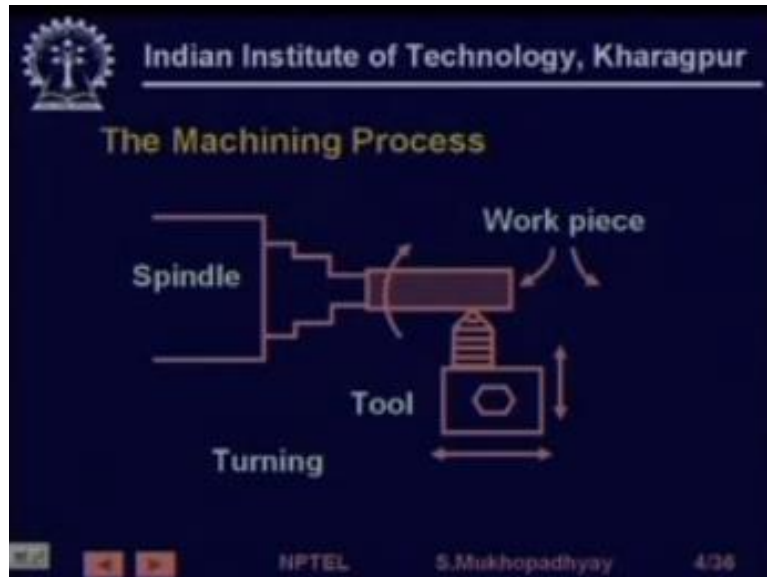 Indian Institute of Technology, Kharagpur
The Machining Process
Work piece
Spindle
Tool
Turning
NPTEL
S.Mukhopadhyay
4/36